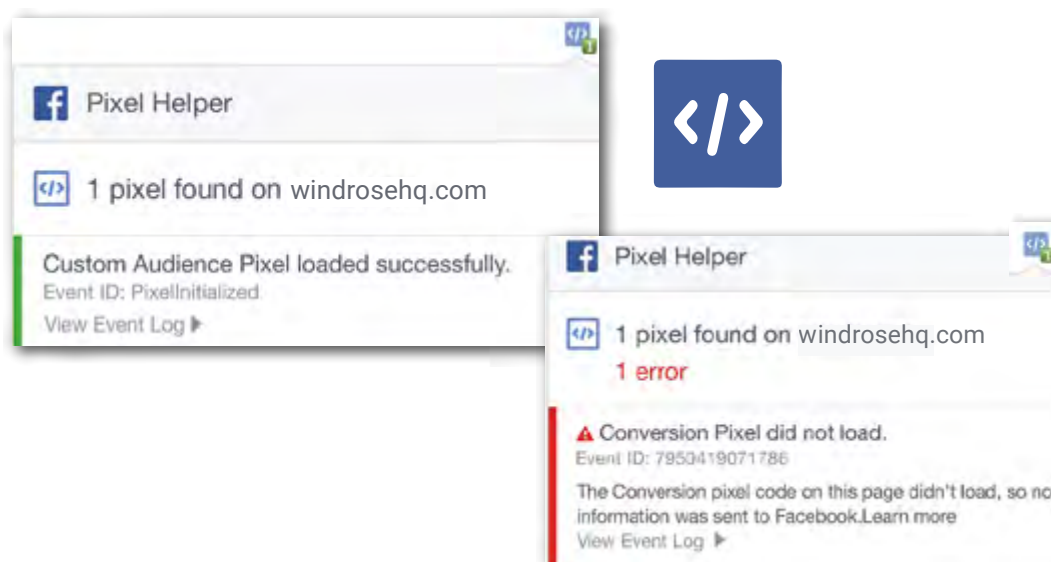 Pixel Helper
1 pixel found on windrosehq.com
Custom Audience Pixel loaded successfully.
Event ID: PixelInitialized
View Event Log
</>
Pixel Helper
1 pixel found on windrosehq.com
1 error
Conversion Pixel did not load.
Event ID: 7950419071786
The Conversion pixel code on this page didn't load, so no
information was sent to Facebook.Learn more
View Event Log